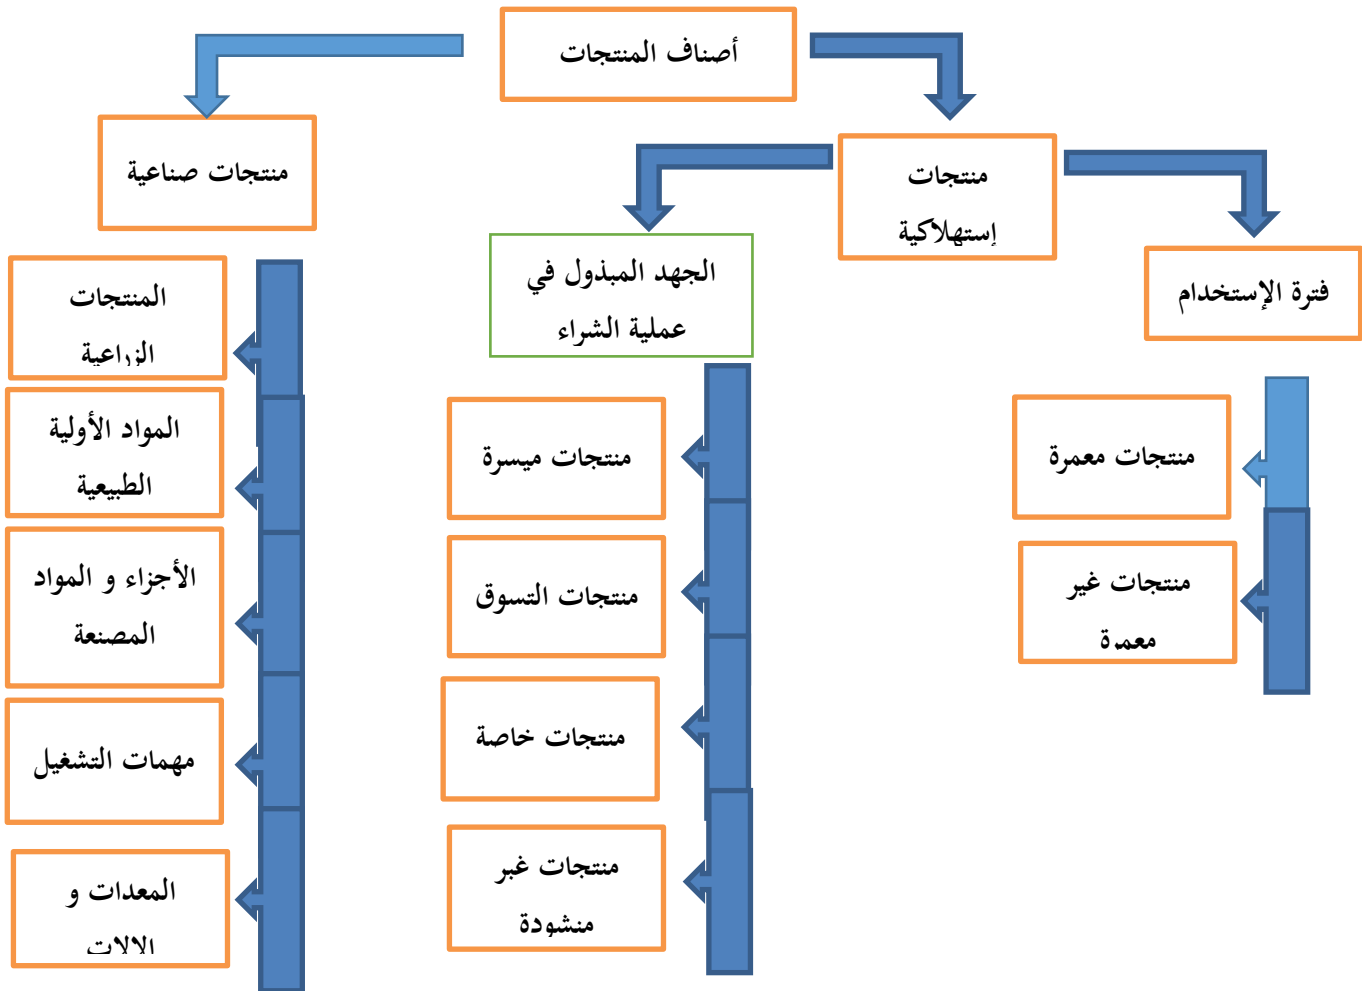 أصناف المنتجات
منتجات
إستهلاكية
منتجات صناعية
فترة الإستخدام
الجهد المبذول في
عملية الشراء
منتجات معمرة
منتجات غير
معمرة
منتجات ميسرة
منتجات التسوق
منتجات خاصة
منتجات غبر
منشودة
المنتجات
الزراعية
المواد الأولية
الطبيعية
الأجزاء و المواد
المصنعة
مهمات التشغيل
المعدات و
الالات